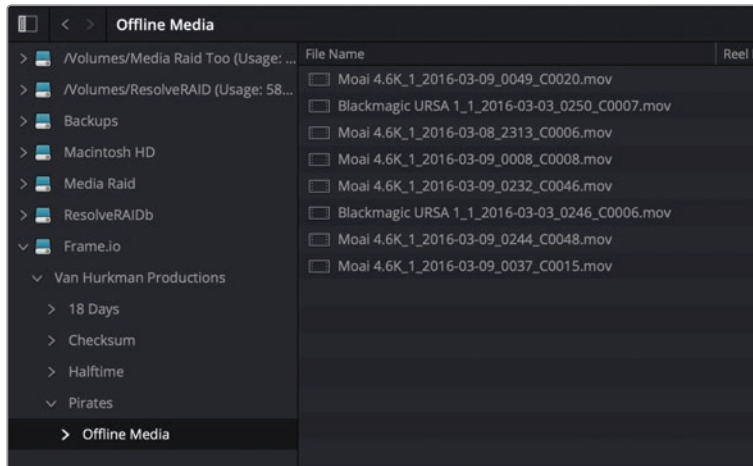 Offline Media
/Volumes/Media Raid Too (Usage: ...
/Volumes/ResolveRAID (Usage: 58...
Backups
Macintosh HD
Media Raid
ResolveRAIDb
Frame.io
Van Hurkman Productions
18 Days
Checksum
Halftime
Pirates
Offline Media
File Name
Reel
Moai 4.6K_1_2016-03-09_0049_C0020.mov
Blackmagic URSA 1_1_2016-03-03_0250_C0007.mov
Moai 4.6K_1_2016-03-08_2313_C0006.mov
Moai 4.6K_1_2016-03-09_0008_C0008.mov
Moai 4.6K_1_2016-03-09_0232_C0046.mov
Blackmagic URSA 1_1_2016-03-03_0246_C0006.mov
Moai 4.6K_1_2016-03-09_0244_C0048.mov
Moai 4.6K_1_2016-03-09_0037_C0015.mov